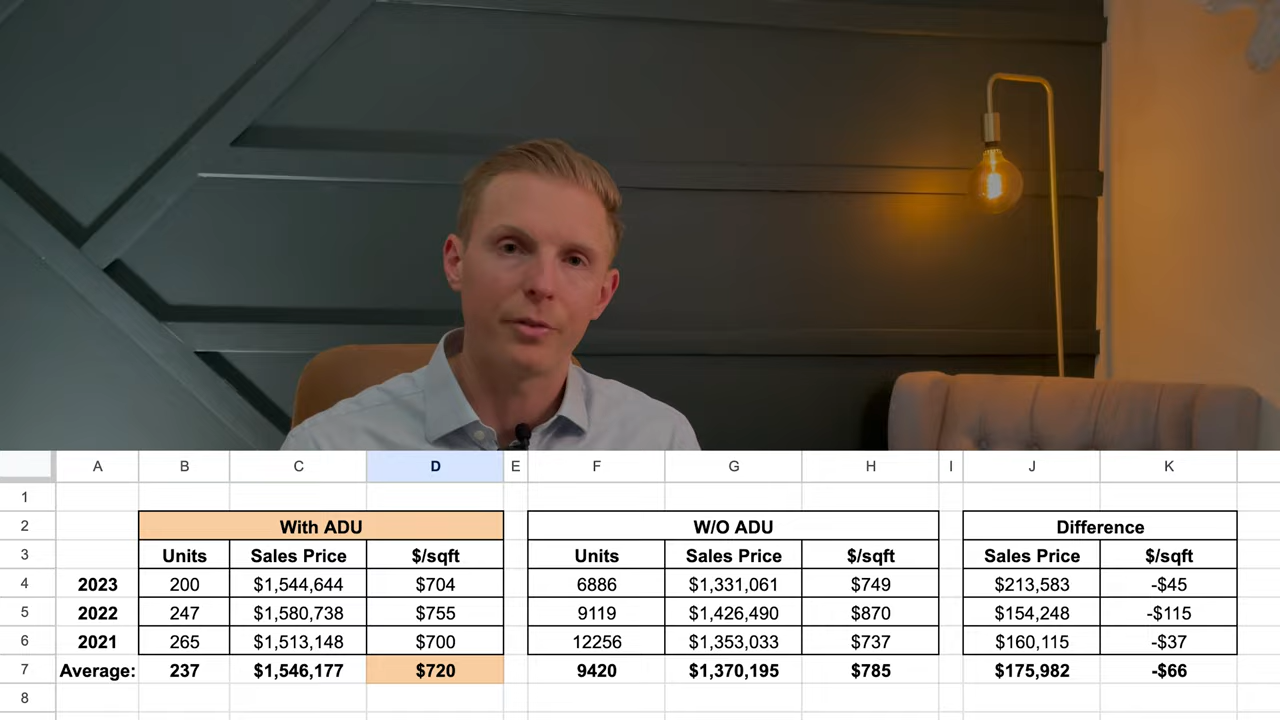 A B C D E F G H I J K
1
2 With ADU W/O ADU Difference
3 Units Sales Price $/sqft Units Sales Price $/sqft Sales Price $/sqft
4 2023 200 $1,544,644 $704 6886 $1,331,061 $749 $213,583 -$45
5 2022 247 $1,580,738 $755 9119 $1,426,490 $870 $154,248 -$115
6 2021 265 $1,513,148 $700 12256 $1,353,033 $737 $160,115 -$37
7 Average: 237 $1,546,177 $720 9420 $1,370,195 $785 $175,982 -$66
8